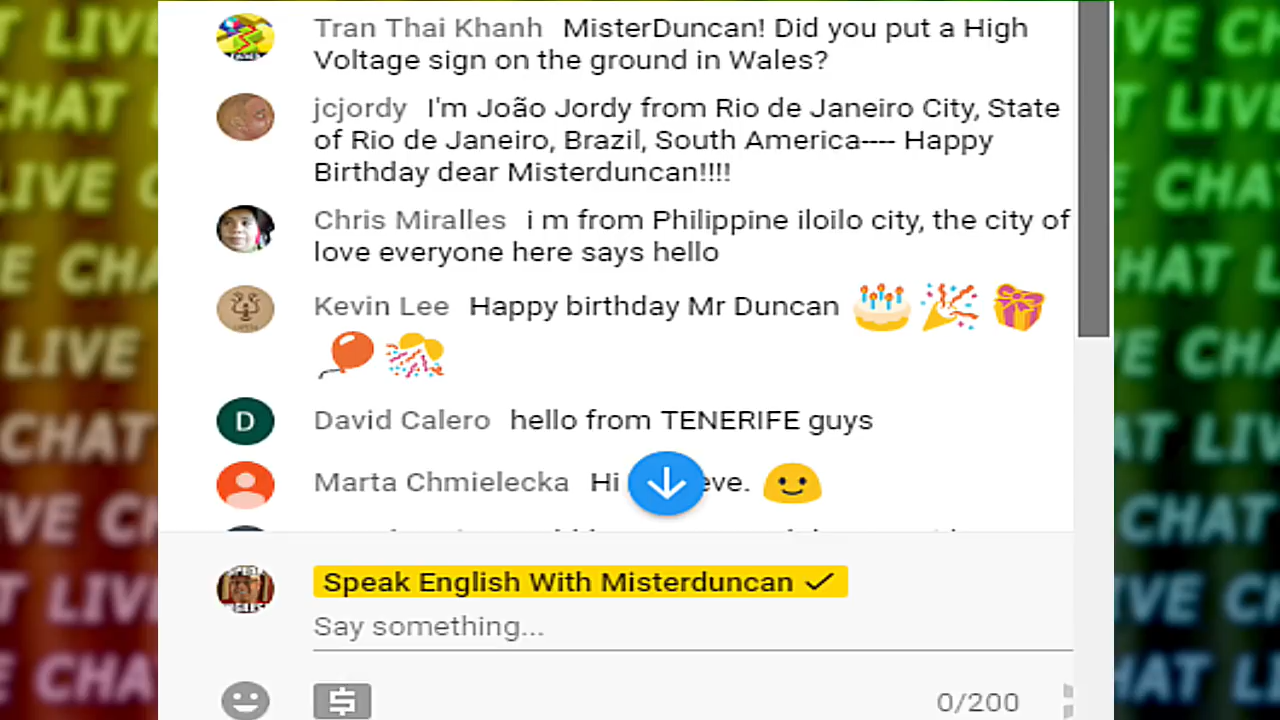 Tran Thai Khanh MisterDuncan! Did you put a High
Voltage sign on the ground in Wales?
jcjordy I'm João Jordy from Rio de Janeiro City, State
of Rio de Janeiro, Brazil, South America---- Happy
Birthday dear Misterduncan!!!!
Chris Miralles i m from Philippine iloilo city, the city of
love everyone here says hello
Kevin Lee Happy birthday Mr Duncan
D
David Calero hello from TENERIFE guys
Marta Chmielecka Hi
Speak English With Misterduncan
Say something...
0/200
LIVE CHAT